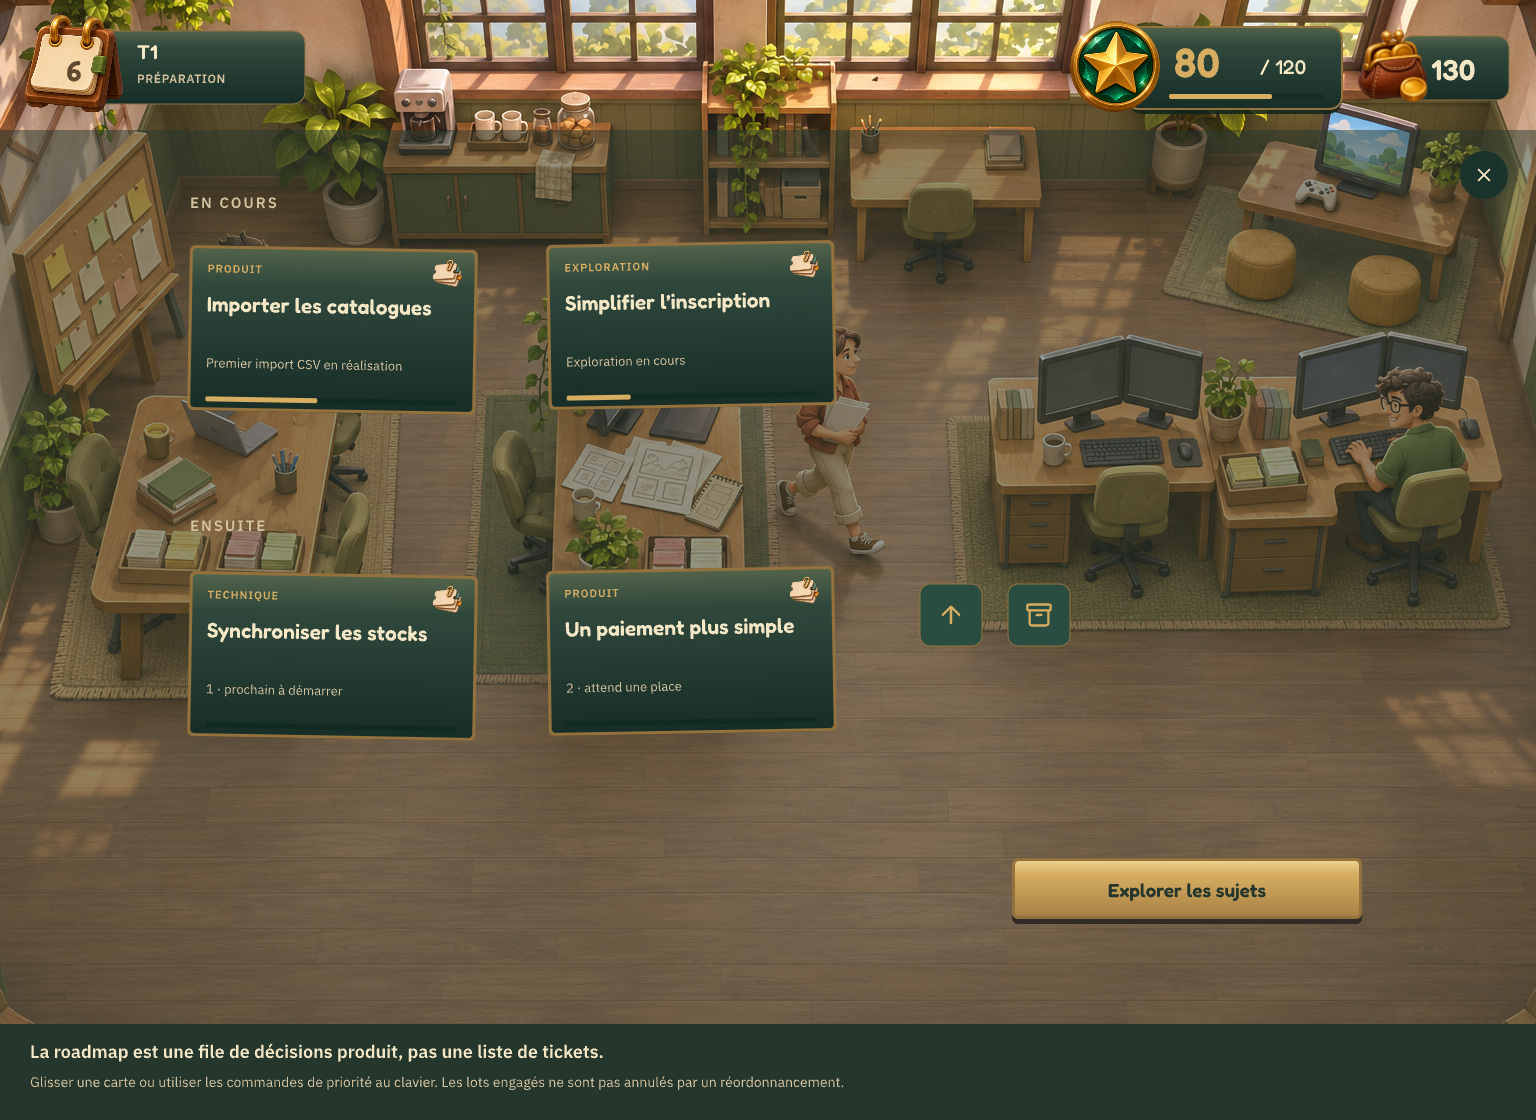 6
T1
PRÉPARATION
80 / 120
130
EN COURS
PRODUIT
Importer les catalogues
Premier import CSV en réalisation
EXPLORATION
Simplifier l’inscription
Exploration en cours
ENSUITE
TECHNIQUE
Synchroniser les stocks
1 · prochain à démarrer
PRODUIT
Un paiement plus simple
2 · attend une place
Explorer les sujets
La roadmap est une file de décisions produit, pas une liste de tickets.
Glisser une carte ou utiliser les commandes de priorité au clavier. Les lots engagés ne sont pas annulés par un réordonnancement.